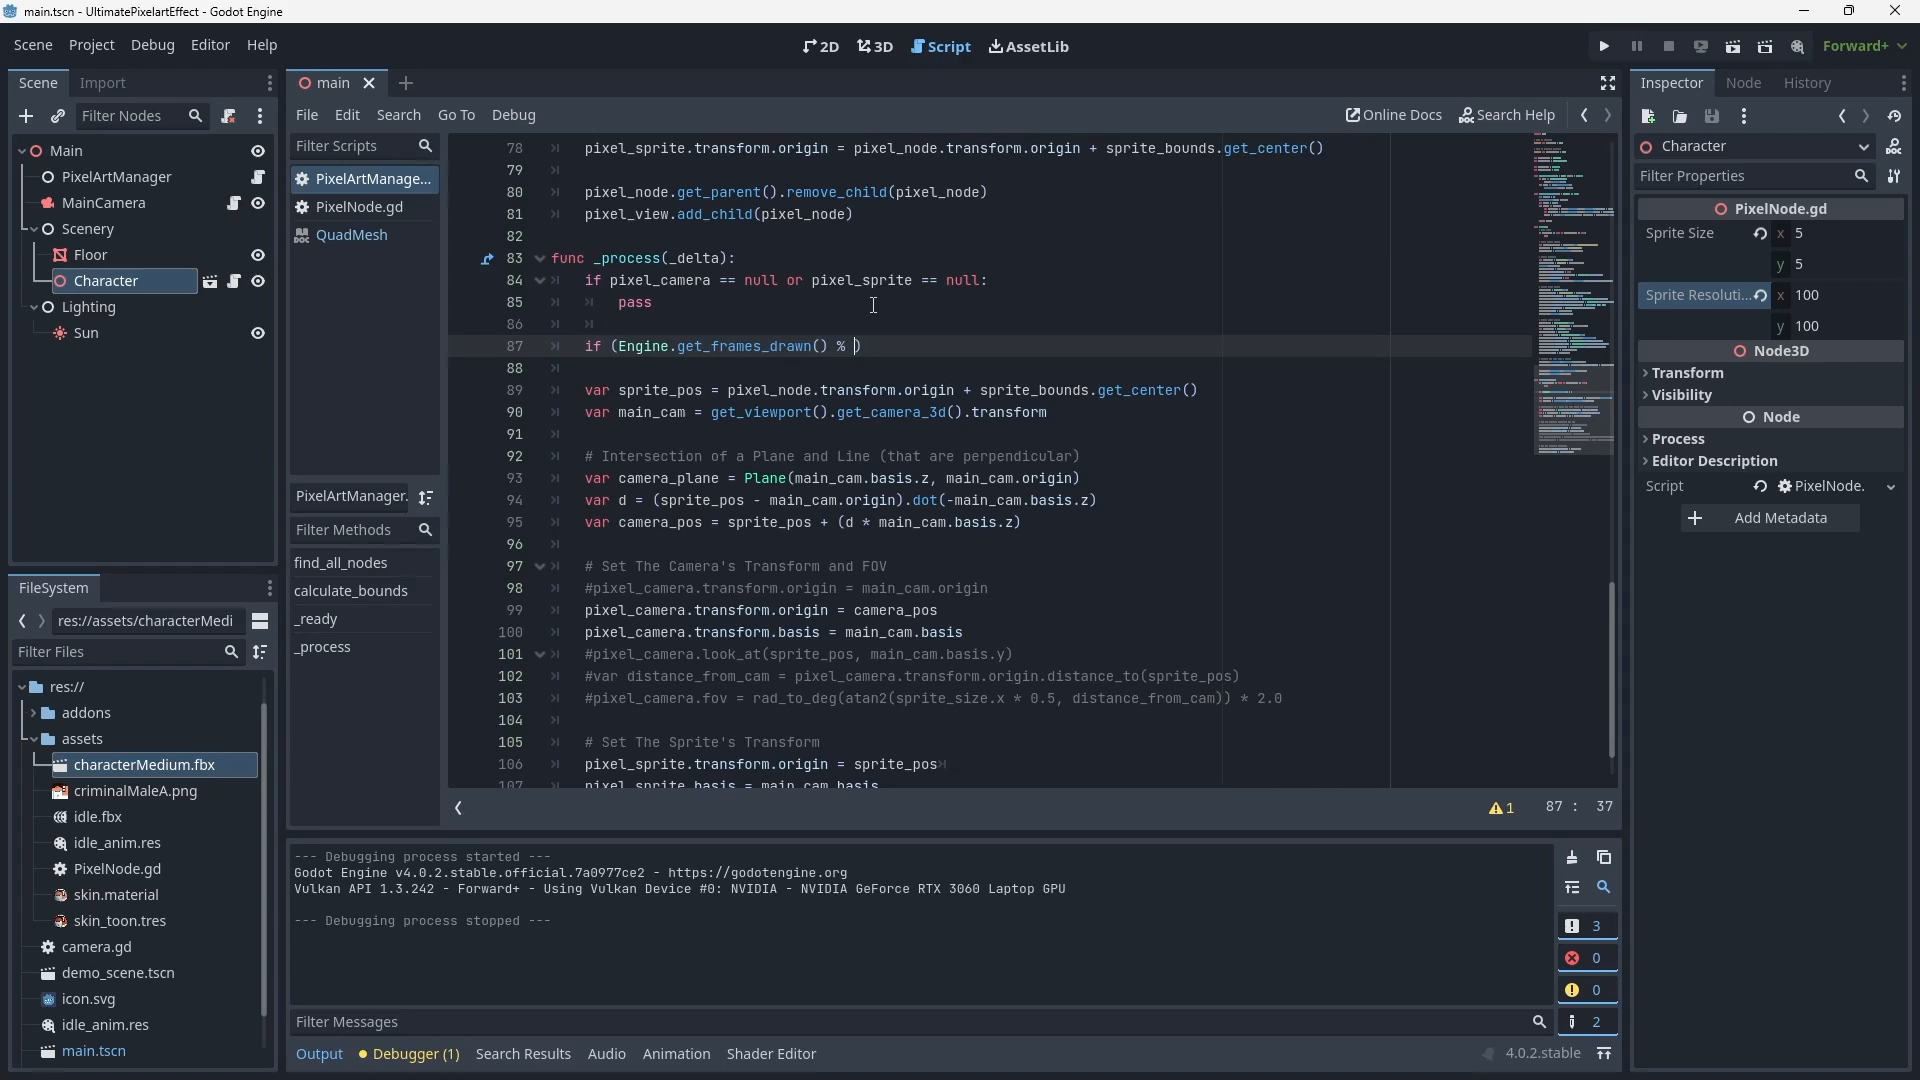 main.tscn - UltimatePixelartEffect - Godot Engine
Scene Project Debug Editor Help
2D 3D Script AssetLib
Forward+
Scene Import
Filter Nodes
Main
PixelArtManager
MainCamera
Scenery
Floor
Character
Lighting
Sun
FileSystem
res://assets/characterMedi
Filter Files
res://
addons
assets
characterMedium.fbx
criminalMaleA.png
idle.fbx
idle_anim.res
PixelNode.gd
skin.material
skin_toon.tres
camera.gd
demo_scene.tscn
icon.svg
idle_anim.res
main.tscn
main
File Edit Search Go To Debug
Online Docs Search Help
Filter Scripts
PixelArtManage...
PixelNode.gd
QuadMesh
PixelArtManager.
Filter Methods
find_all_nodes
calculate_bounds
_ready
_process
78 pixel_sprite.transform.origin = pixel_node.transform.origin + sprite_bounds.get_center()
79
80 pixel_node.get_parent().remove_child(pixel_node)
81 pixel_view.add_child(pixel_node)
82
83 func _process(_delta):
84 if pixel_camera == null or pixel_sprite == null:
85 pass
86
87 if (Engine.get_frames_drawn() % )
88
89 var sprite_pos = pixel_node.transform.origin + sprite_bounds.get_center()
90 var main_cam = get_viewport().get_camera_3d().transform
91
92 # Intersection of a Plane and Line (that are perpendicular)
93 var camera_plane = Plane(main_cam.basis.z, main_cam.origin)
94 var d = (sprite_pos - main_cam.origin).dot(-main_cam.basis.z)
95 var camera_pos = sprite_pos + (d * main_cam.basis.z)
96
97 # Set The Camera's Transform and FOV
98 #pixel_camera.transform.origin = main_cam.origin
99 pixel_camera.transform.origin = camera_pos
100 pixel_camera.transform.basis = main_cam.basis
101 #pixel_camera.look_at(sprite_pos, main_cam.basis.y)
102 #var distance_from_cam = pixel_camera.transform.origin.distance_to(sprite_pos)
103 #pixel_camera.fov = rad_to_deg(atan2(sprite_size.x * 0.5, distance_from_cam)) * 2.0
104
105 # Set The Sprite's Transform
106 pixel_sprite.transform.origin = sprite_pos
107 pixel_sprite.basis = main_cam.basis
1 87 : 37
--- Debugging process started ---
Godot Engine v4.0.2.stable.official.7a0977ce2 - https://godotengine.org
Vulkan API 1.3.242 - Forward+ - Using Vulkan Device #0: NVIDIA - NVIDIA GeForce RTX 3060 Laptop GPU
--- Debugging process stopped ---
3
0
0
2
Filter Messages
Output Debugger (1) Search Results Audio Animation Shader Editor
4.0.2.stable
Inspector Node History
Character
Filter Properties
PixelNode.gd
Sprite Size x 5
y 5
Sprite Resoluti... x 100
y 100
Node3D
Transform
Visibility
Node
Process
Editor Description
Script PixelNode.
Add Metadata